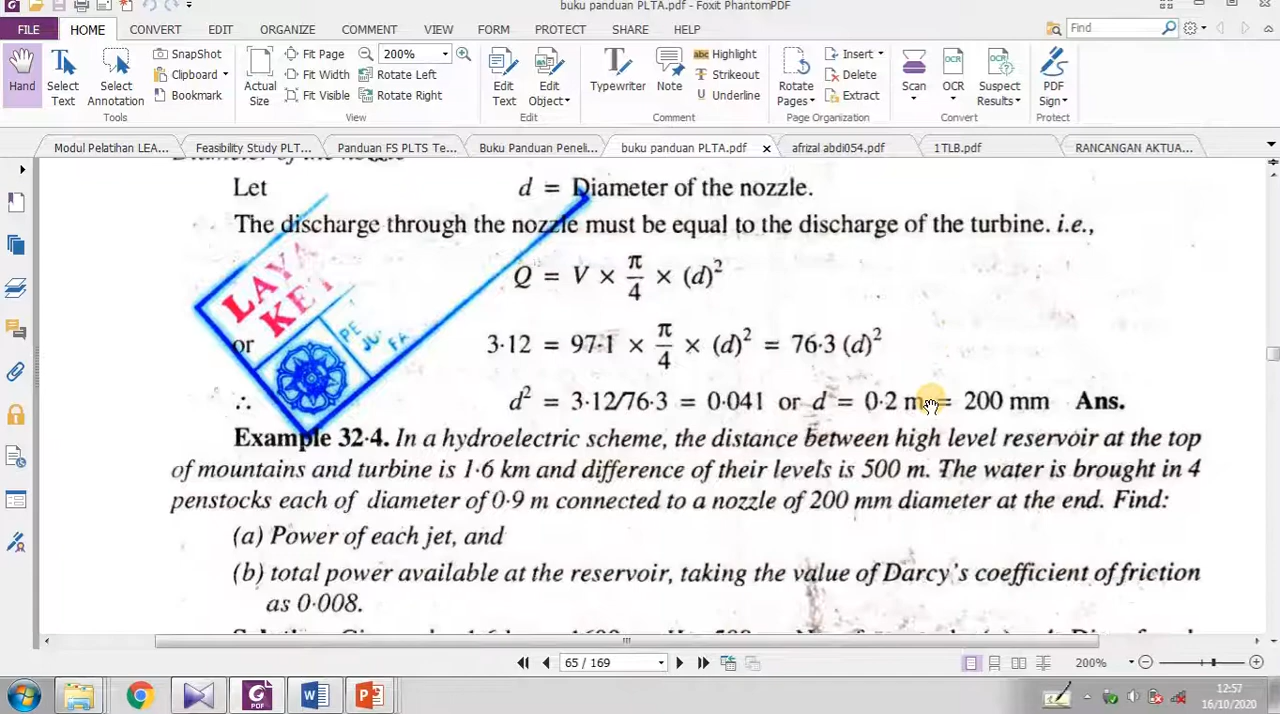 buku panduan PLTA.pdf - Foxit PhantomPDF
FILE HOME CONVERT EDIT ORGANIZE COMMENT VIEW FORM PROTECT SHARE HELP Find
Hand
Select Text
Select Annotation
SnapShot
Clipboard
Bookmark
Tools
Actual Size
Fit Page
Fit Width
Fit Visible
200%
Rotate Left
Rotate Right
View
Edit Text
Edit Object
Edit
Typewriter
Note
Highlight
Strikeout
Underline
Comment
Rotate Pages
Insert
Delete
Extract
Page Organization
Scan
OCR
Suspect Results
Convert
PDF Sign
Protect
Modul Pelatihan LEA... Feasibility Study PLT... Panduan FS PLTS Te... Buku Panduan Peneli... buku panduan PLTA.pdf afrizal abdi054.pdf 1TLB.pdf RANCANGAN AKTUA...
Diameter of the nozzle
Let d = Diameter of the nozzle.
The discharge through the nozzle must be equal to the discharge of the turbine. i.e.,
Q = V × π/4 × (d)²
or 3·12 = 97·1 × π/4 × (d)² = 76·3 (d)²
∴ d² = 3·12/76·3 = 0·041 or d = 0·2 m = 200 mm Ans.
LAYA
KET
PE
JU
FA
Example 32·4. In a hydroelectric scheme, the distance between high level reservoir at the top
of mountains and turbine is 1·6 km and difference of their levels is 500 m. The water is brought in 4
penstocks each of diameter of 0·9 m connected to a nozzle of 200 mm diameter at the end. Find:
(a) Power of each jet, and
(b) total power available at the reservoir, taking the value of Darcy's coefficient of friction
as 0·008.
65 / 169
200%
12:57
16/10/2020